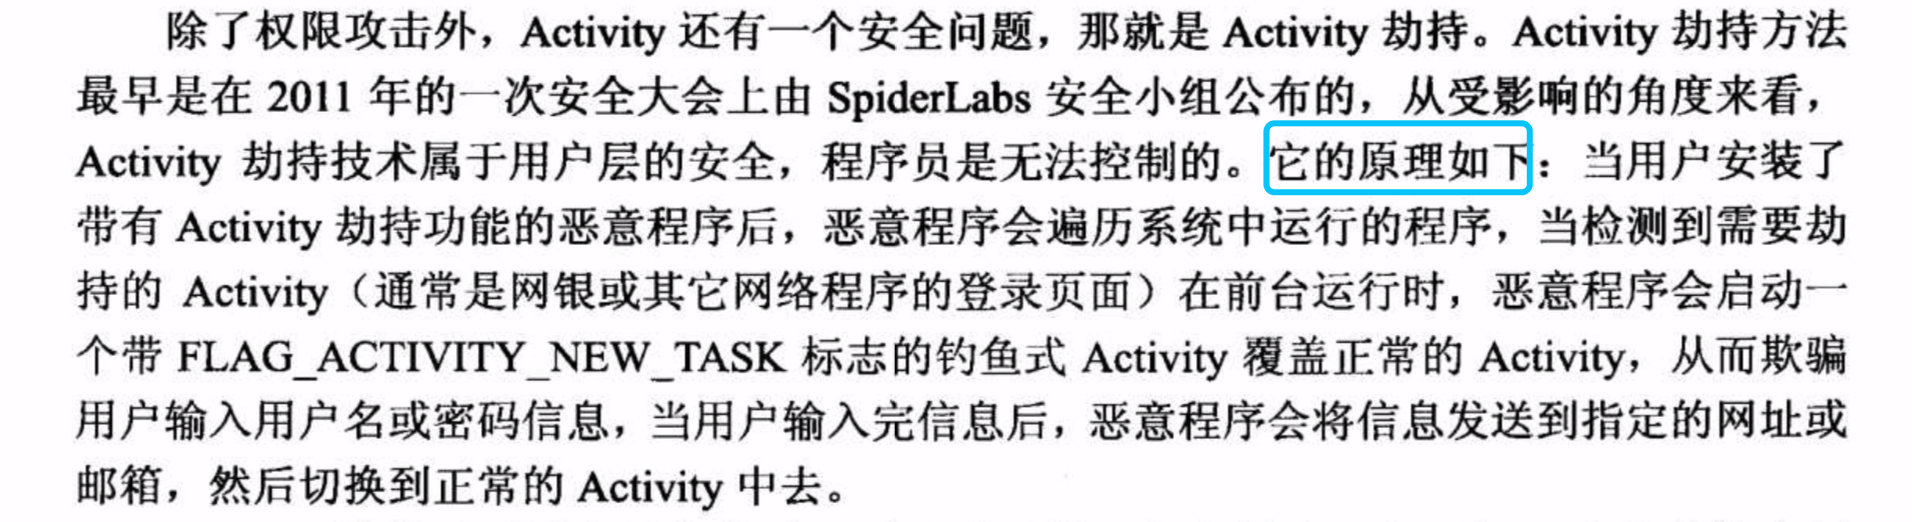 除了权限攻击外，Activity 还有一个安全问题，那就是 Activity 劫持。Activity 劫持方法
最早是在 2011 年的一次安全大会上由 SpiderLabs 安全小组公布的，从受影响的角度来看，
Activity 劫持技术属于用户层的安全，程序员是无法控制的。它的原理如下：当用户安装了
带有 Activity 劫持功能的恶意程序后，恶意程序会遍历系统中运行的程序，当检测到需要劫
持的 Activity（通常是网银或其它网络程序的登录页面）在前台运行时，恶意程序会启动一
个带 FLAG_ACTIVITY_NEW_TASK 标志的钓鱼式 Activity 覆盖正常的 Activity，从而欺骗
用户输入用户名或密码信息，当用户输入完信息后，恶意程序会将信息发送到指定的网址或
邮箱，然后切换到正常的 Activity 中去。